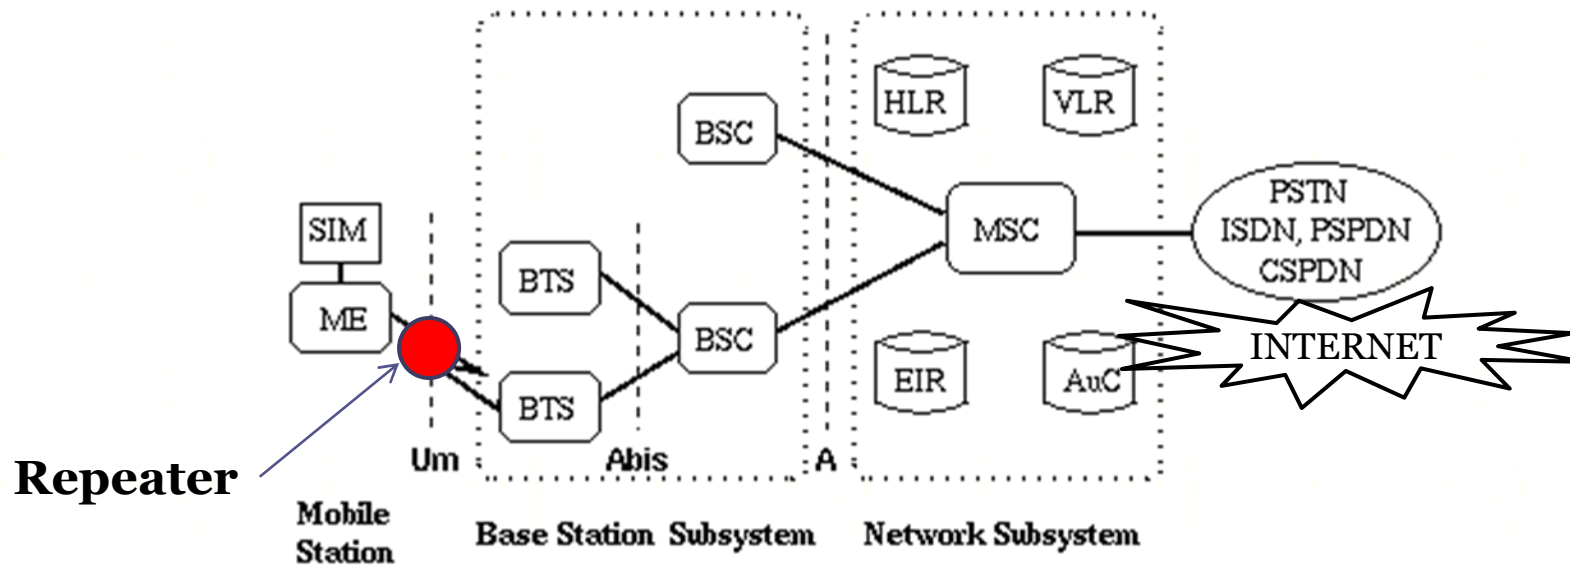 HLR
VLR
BSC
PSTN
ISDN, PSPDN
CSPDN
SIM
MSC
BTS
ME
BSC
INTERNET
EIR
AuC
BTS
Um
Abis
A
Repeater
Mobile
Station
Base Station Subsystem
Network Subsystem